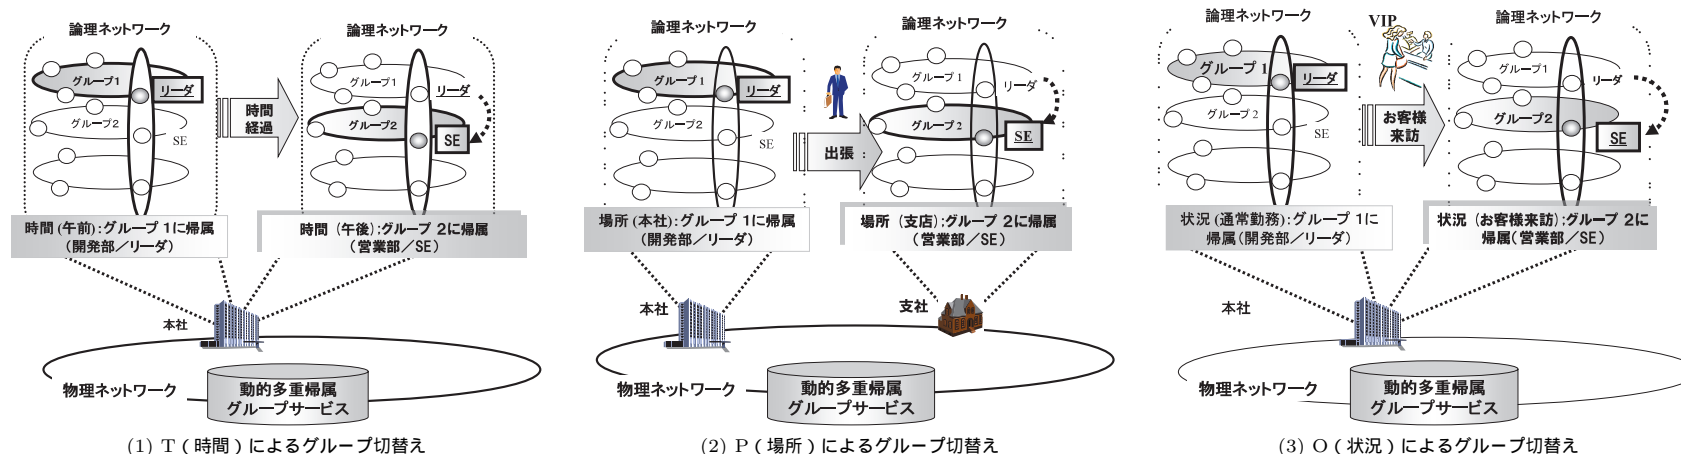 論理ネットワーク
グループ1
リーダ
グループ2
SE
時間
経過
論理ネットワーク
グループ1
リーダ
グループ2
SE
時間(午前):グループ 1に帰属
(開発部/リーダ)
時間(午後):グループ 2に帰属
(営業部/SE)
本社
物理ネットワーク
動的多重帰属
グループサービス
(1) T(時間)によるグループ切替え
論理ネットワーク
グループ1
リーダ
グループ2
SE
出張
論理ネットワーク
グループ1
リーダ
グループ2
SE
場所(本社):グループ 1に帰属
(開発部/リーダ)
場所(支店):グループ 2に帰属
(営業部/SE)
本社
支社
物理ネットワーク
動的多重帰属
グループサービス
(2) P(場所)によるグループ切替え
論理ネットワーク
グループ 1
リーダ
グループ2
SE
VIP
お客様
来訪
論理ネットワーク
グループ1
リーダ
グループ2
SE
状況(通常勤務):グループ 1に
帰属(開発部/リーダ)
状況(お客様来訪):グループ 2に
帰属(営業部/SE)
本社
物理ネットワーク
動的多重帰属
グループサービス
(3) O(状況)によるグループ切替え